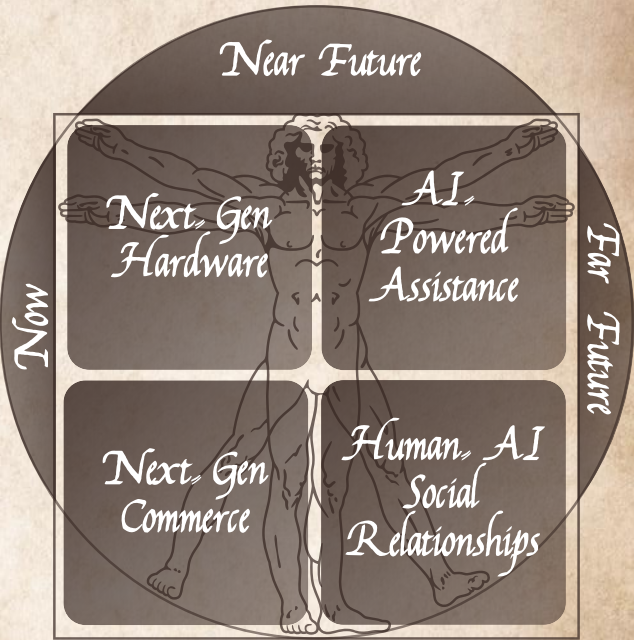 Near Future
Now
Next-Gen
Hardware
AI-
Powered
Assistance
Far Future
Next-Gen
Commerce
Human-AI
Social
Relationships